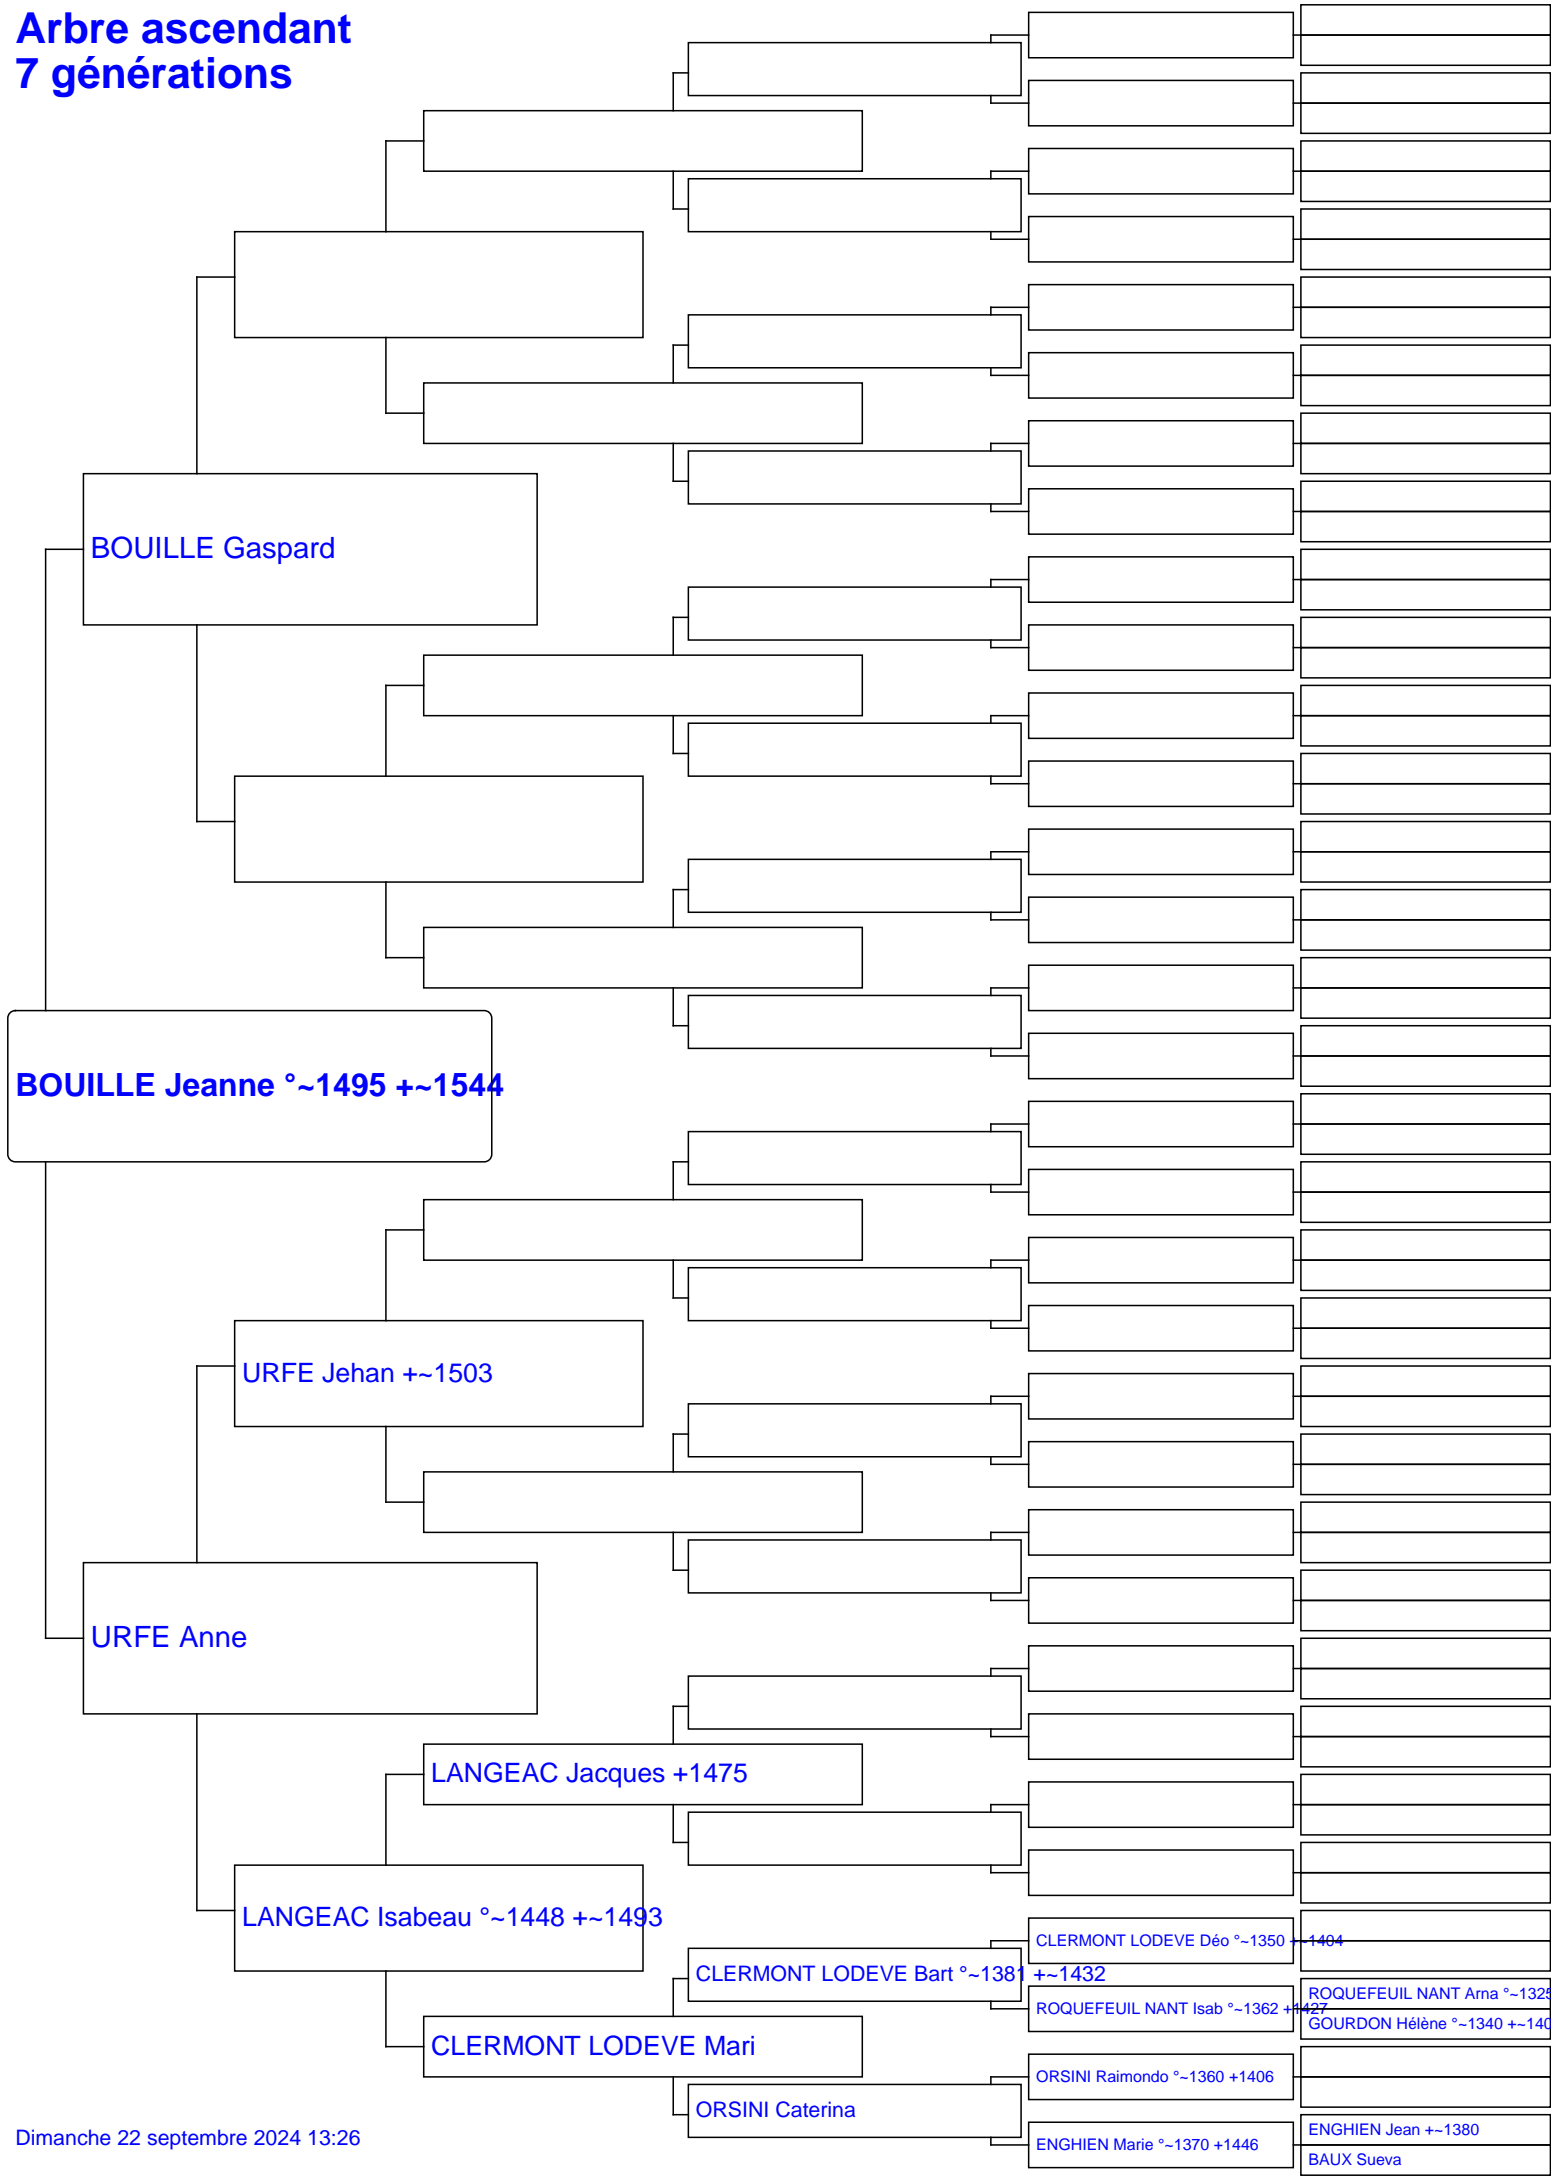 Arbre ascendant
7 générations
BOUILLE Gaspard
BOUILLE Jeanne °~1495 +~1544
URFE Jehan +~1503
URFE Anne
LANGEAC Jacques +1475
LANGEAC Isabeau °~1448 +~1493
CLERMONT LODEVE Déo °~1350 +~1404
CLERMONT LODEVE Bart °~1381 +~1432
ROQUEFEUIL NANT Arna °~1325
ROQUEFEUIL NANT Isab °~1362 +1427
GOURDON Hélène °~1340 +~140
CLERMONT LODEVE Mari
ORSINI Raimondo °~1360 +1406
ORSINI Caterina
ENGHIEN Jean +~1380
ENGHIEN Marie °~1370 +1446
BAUX Sueva
Dimanche 22 septembre 2024 13:26